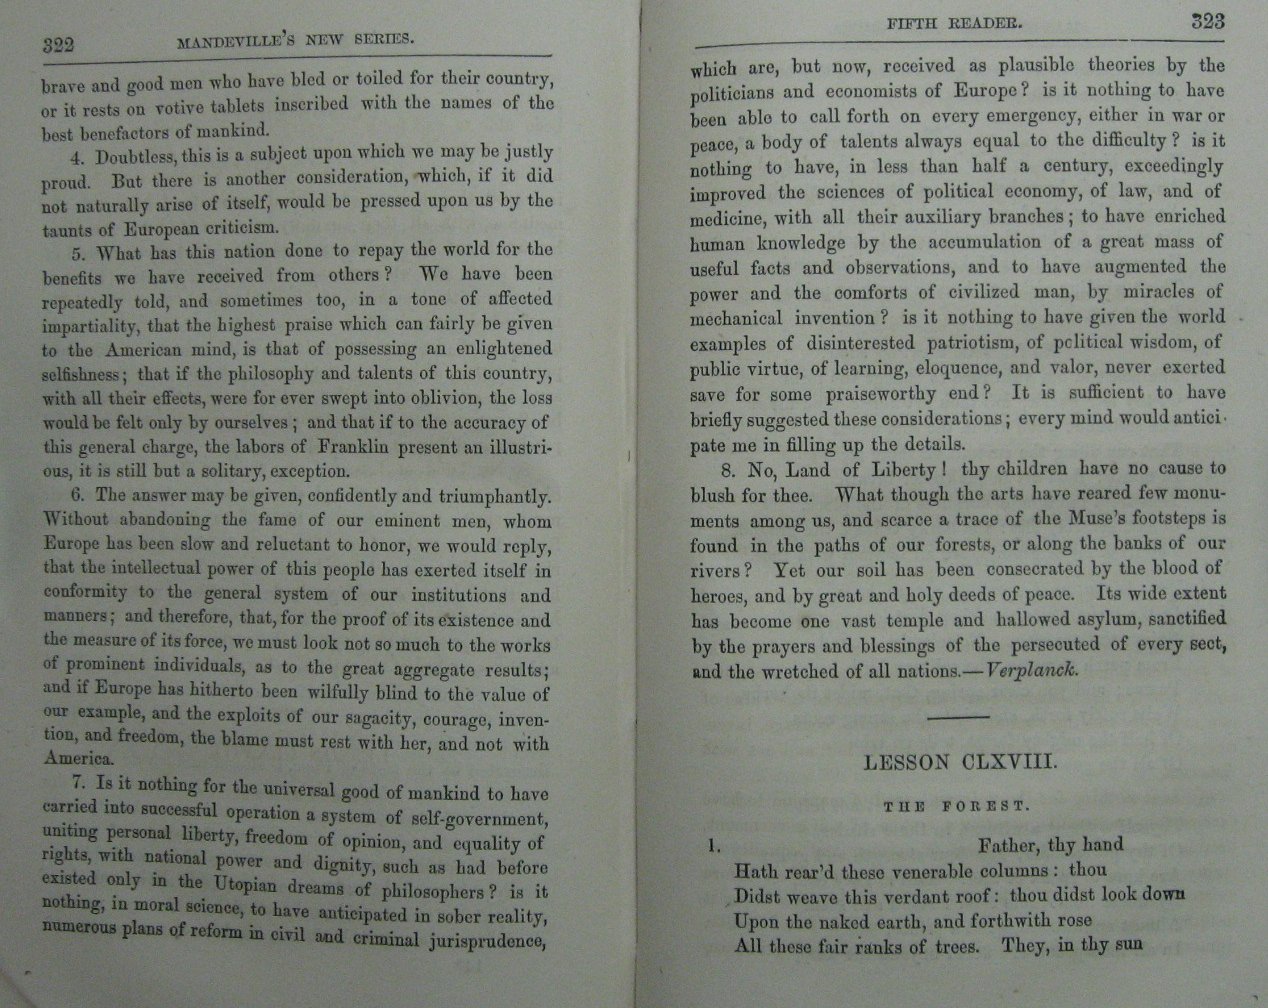 322 MANDEVILLE'S NEW SERIES.
brave and good men who have bled or toiled for their country,
or it rests on votive tablets inscribed with the names of the
best benefactors of mankind.
4. Doubtless, this is a subject upon which we may be justly
proud. But there is another consideration, which, if it did
not naturally arise of itself, would be pressed upon us by the
taunts of European criticism.
5. What has this nation done to repay the world for the
benefits we have received from others? We have been
repeatedly told, and sometimes too, in a tone of affected
impartiality, that the highest praise which can fairly be given
to the American mind, is that of possessing an enlightened
selfishness; that if the philosophy and talents of this country,
with all their effects, were for ever swept into oblivion, the loss
would be felt only by ourselves; and that if to the accuracy of
this general charge, the labors of Franklin present an illustri-
ous, it is still but a solitary, exception.
6. The answer may be given, confidently and triumphantly.
Without abandoning the fame of our eminent men, whom
Europe has been slow and reluctant to honor, we would reply,
that the intellectual power of this people has exerted itself in
conformity to the general system of our institutions and
manners; and therefore, that, for the proof of its existence and
the measure of its force, we must look not so much to the works
of prominent individuals, as to the great aggregate results;
and if Europe has hitherto been wilfully blind to the value of
our example, and the exploits of our sagacity, courage, inven-
tion, and freedom, the blame must rest with her, and not with
America.
7. Is it nothing for the universal good of mankind to have
carried into successful operation a system of self-government,
uniting personal liberty, freedom of opinion, and equality of
rights, with national power and dignity, such as had before
existed only in the Utopian dreams of philosophers? is it
nothing, in moral science, to have anticipated in sober reality,
numerous plans of reform in civil and criminal jurisprudence,
FIFTH READER. 323
which are, but now, received as plausible theories by the
politicians and economists of Europe? is it nothing to have
been able to call forth on every emergency, either in war or
peace, a body of talents always equal to the difficulty? is it
nothing to have, in less than half a century, exceedingly
improved the sciences of political economy, of law, and of
medicine, with all their auxiliary branches; to have enriched
human knowledge by the accumulation of a great mass of
useful facts and observations, and to have augmented the
power and the comforts of civilized man, by miracles of
mechanical invention? is it nothing to have given the world
examples of disinterested patriotism, of political wisdom, of
public virtue, of learning, eloquence, and valor, never exerted
save for some praiseworthy end? It is sufficient to have
briefly suggested these considerations; every mind would antici-
pate me in filling up the details.
8. No, Land of Liberty! thy children have no cause to
blush for thee. What though the arts have reared few monu-
ments among us, and scarce a trace of the Muse's footsteps is
found in the paths of our forests, or along the banks of our
rivers? Yet our soil has been consecrated by the blood of
heroes, and by great and holy deeds of peace. Its wide extent
has become one vast temple and hallowed asylum, sanctified
by the prayers and blessings of the persecuted of every sect,
and the wretched of all nations.—Verplanck.
LESSON CLXVIII.
THE FOREST.
1. Father, thy hand
Hath rear'd these venerable columns: thou
Didst weave this verdant roof: thou didst look down
Upon the naked earth, and forthwith rose
All these fair ranks of trees. They, in thy sun